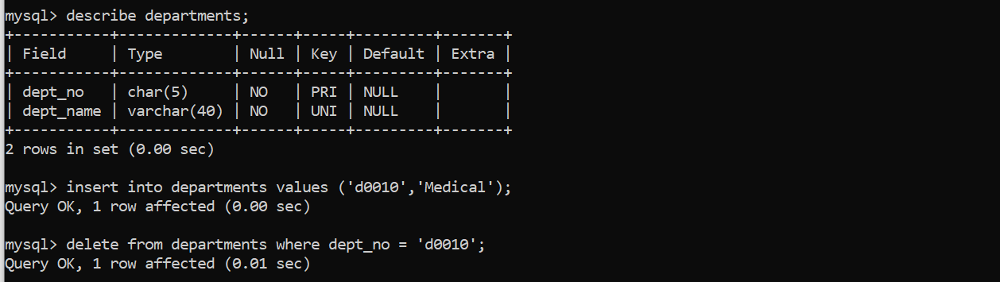 mysql> describe departments;
+-----------+-------------+------+-----+---------+-------+
| Field     | Type        | Null | Key | Default | Extra |
+-----------+-------------+------+-----+---------+-------+
| dept_no   | char(5)     | NO   | PRI | NULL    |       |
| dept_name | varchar(40) | NO   | UNI | NULL    |       |
+-----------+-------------+------+-----+---------+-------+
2 rows in set (0.00 sec)
mysql> insert into departments values ('d0010','Medical');
Query OK, 1 row affected (0.00 sec)
mysql> delete from departments where dept_no = 'd0010';
Query OK, 1 row affected (0.01 sec)